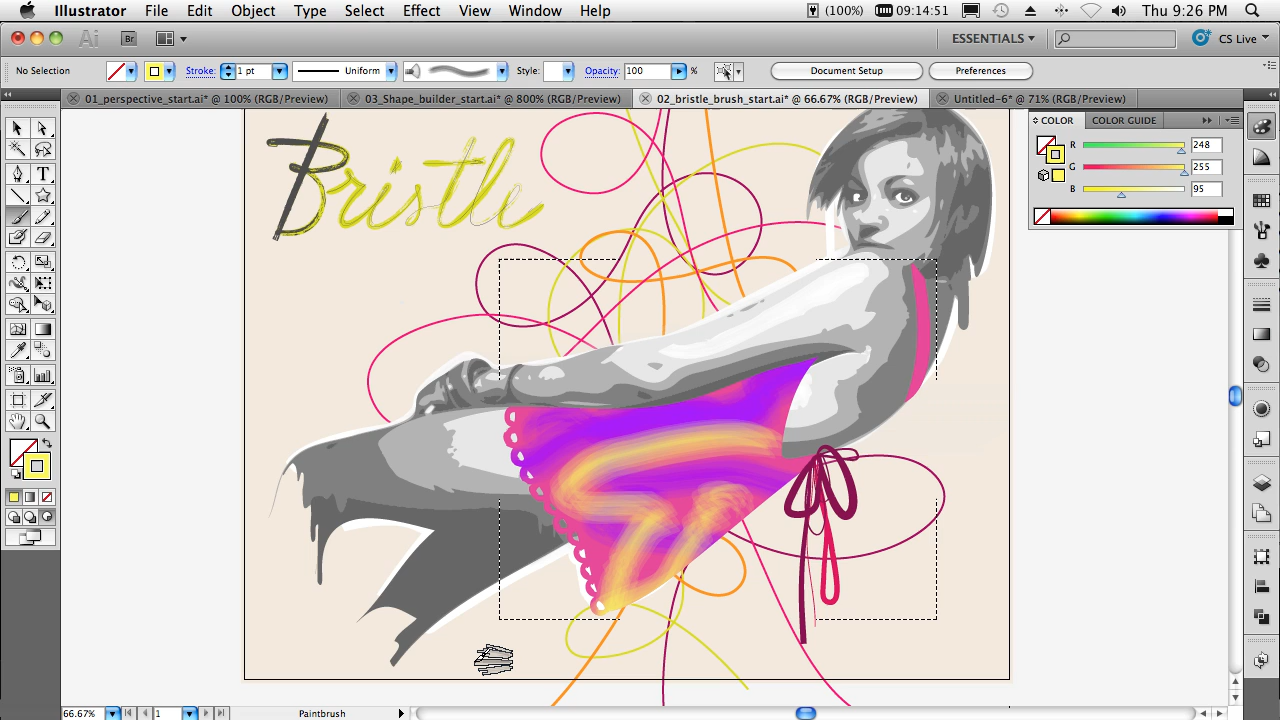 Illustrator File Edit Object Type Select Effect View Window Help (100%) 09:14:51 Thu 9:26 PM
Ai Br ESSENTIALS CS Live
No Selection Stroke: 1 pt Uniform Style: Opacity: 100 % Document Setup Preferences
01_perspective_start.ai* @ 100% (RGB/Preview) 03_Shape_builder_start.ai* @ 800% (RGB/Preview) 02_bristle_brush_start.ai* @ 66.67% (RGB/Preview) Untitled-6* @ 71% (RGB/Preview)
COLOR COLOR GUIDE
R 248
G 255
B 95
T
Bristle
66.67% 1 Paintbrush